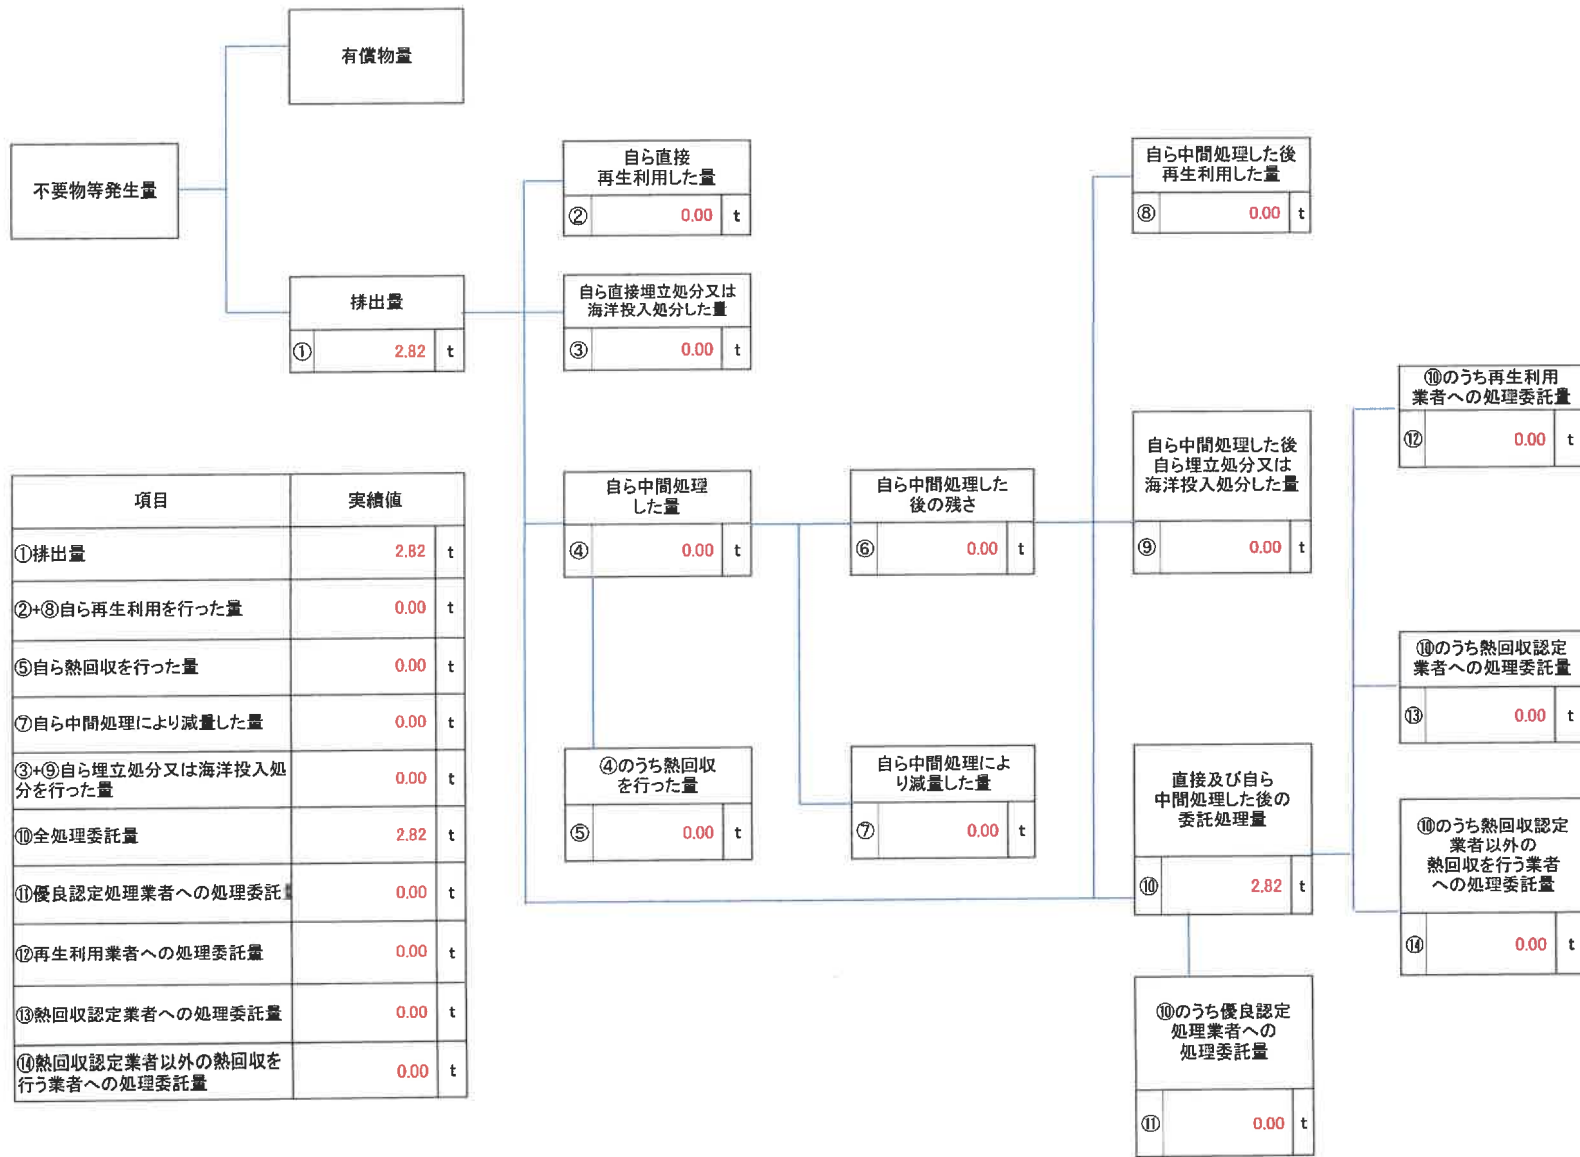 有償物量
不要物等発生量
排出量
① 2.82 t
自ら直接
再生利用した量
② 0.00 t
自ら直接埋立処分又は
海洋投入処分した量
③ 0.00 t
自ら中間処理
した量
④ 0.00 t
④のうち熱回収
を行った量
⑤ 0.00 t
自ら中間処理した
後の残さ
⑥ 0.00 t
自ら中間処理によ
り減量した量
⑦ 0.00 t
自ら中間処理した後
再生利用した量
⑧ 0.00 t
自ら中間処理した後
自ら埋立処分又は
海洋投入処分した量
⑨ 0.00 t
直接及び自ら
中間処理した後の
委託処理量
⑩ 2.82 t
⑩のうち優良認定
処理業者への
処理委託量
⑪ 0.00 t
⑩のうち再生利用
業者への処理委託量
⑫ 0.00 t
⑩のうち熱回収認定
業者への処理委託量
⑬ 0.00 t
⑩のうち熱回収認定
業者以外の
熱回収を行う業者
への処理委託量
⑭ 0.00 t
項目 実績値
①排出量 2.82 t
②+⑧自ら再生利用を行った量 0.00 t
⑤自ら熱回収を行った量 0.00 t
⑦自ら中間処理により減量した量 0.00 t
③+⑨自ら埋立処分又は海洋投入処
分を行った量 0.00 t
⑩全処理委託量 2.82 t
⑪優良認定処理業者への処理委託 0.00 t
⑫再生利用業者への処理委託量 0.00 t
⑬熱回収認定業者への処理委託量 0.00 t
⑭熱回収認定業者以外の熱回収を
行う業者への処理委託量 0.00 t